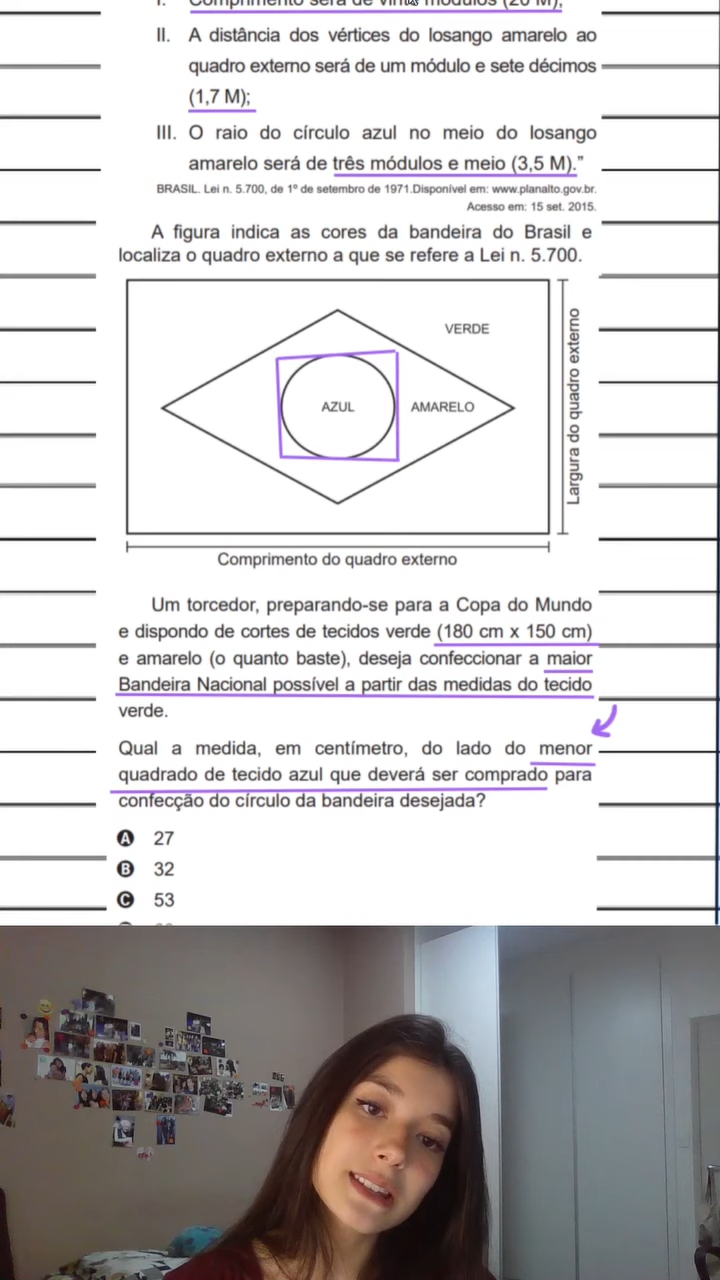 I. Comprimento será de vinte módulos (20 M);
II. A distância dos vértices do losango amarelo ao
quadro externo será de um módulo e sete décimos
(1,7 M);
III. O raio do círculo azul no meio do losango
amarelo será de três módulos e meio (3,5 M)."
BRASIL. Lei n. 5.700, de 1º de setembro de 1971.Disponível em: www.planalto.gov.br.
Acesso em: 15 set. 2015.
A figura indica as cores da bandeira do Brasil e
localiza o quadro externo a que se refere a Lei n. 5.700.
VERDE
AZUL
AMARELO
Largura do quadro externo
Comprimento do quadro externo
Um torcedor, preparando-se para a Copa do Mundo
e dispondo de cortes de tecidos verde (180 cm x 150 cm)
e amarelo (o quanto baste), deseja confeccionar a maior
Bandeira Nacional possível a partir das medidas do tecido
verde.
Qual a medida, em centímetro, do lado do menor
quadrado de tecido azul que deverá ser comprado para
confecção do círculo da bandeira desejada?
A 27
B 32
C 53